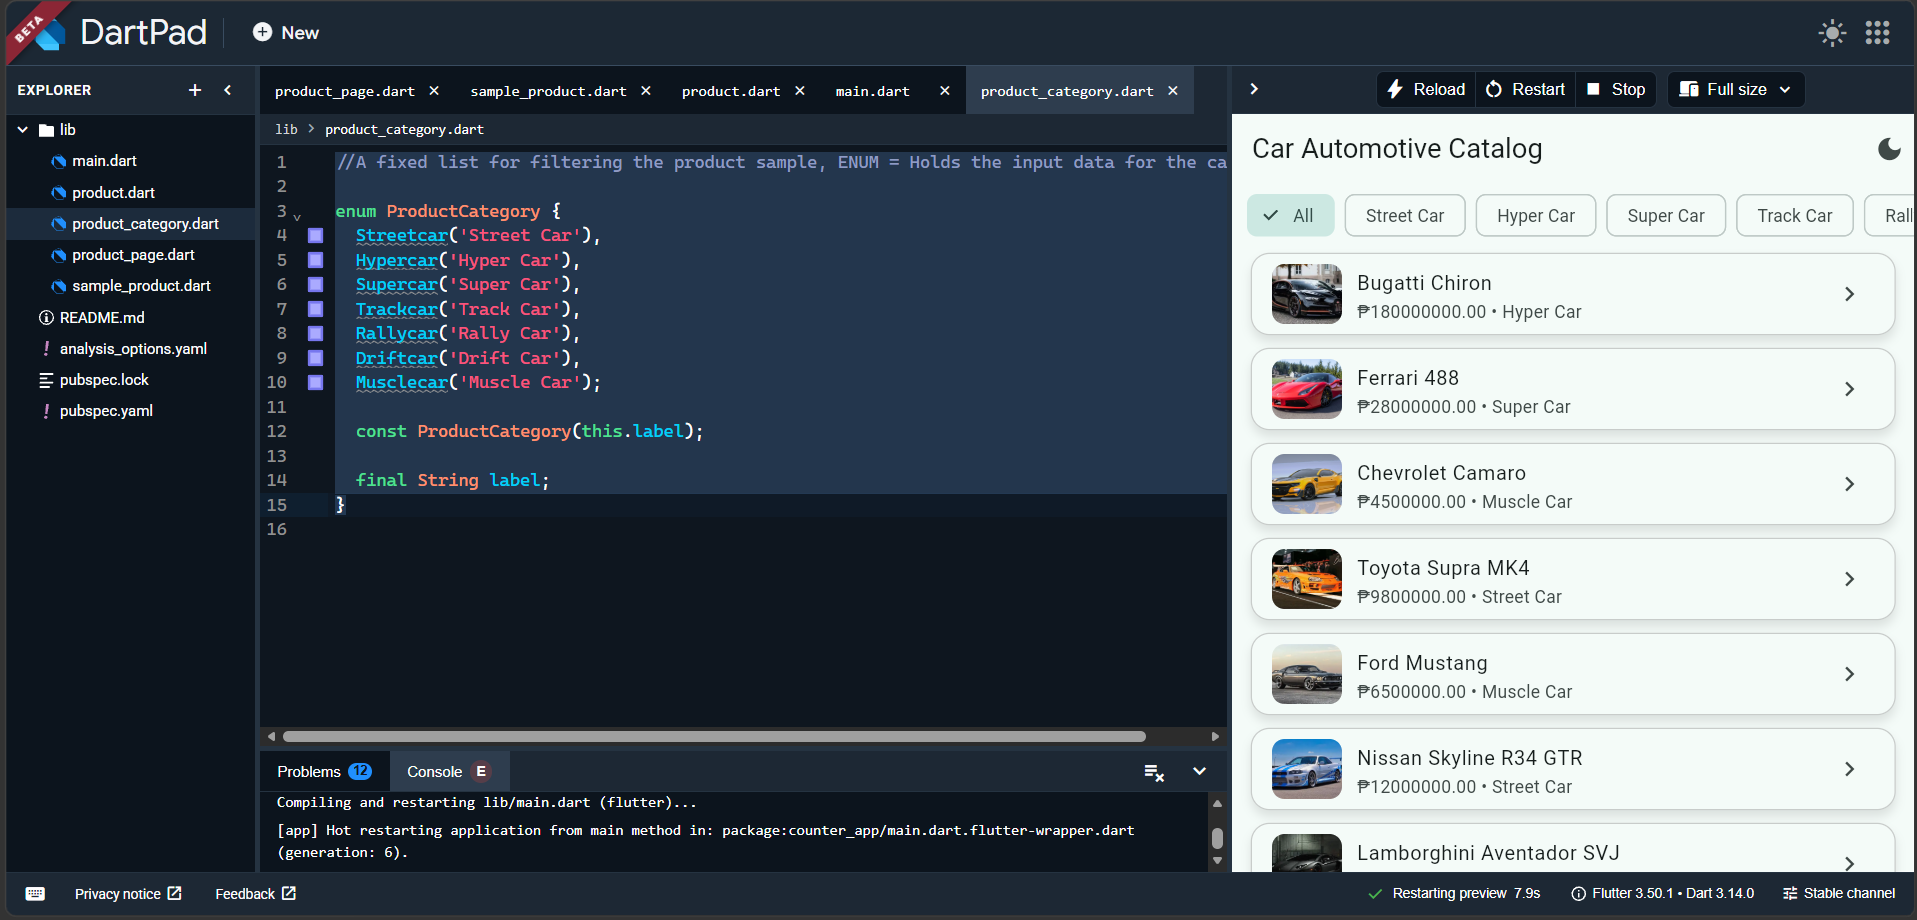 BETA
DartPad
New
EXPLORER
lib
main.dart
product.dart
product_category.dart
product_page.dart
sample_product.dart
README.md
analysis_options.yaml
pubspec.lock
pubspec.yaml
product_page.dart
sample_product.dart
product.dart
main.dart
product_category.dart
lib > product_category.dart
1 //A fixed list for filtering the product sample, ENUM = Holds the input data for the ca
2
3 enum ProductCategory {
4 Streetcar('Street Car'),
5 Hypercar('Hyper Car'),
6 Supercar('Super Car'),
7 Trackcar('Track Car'),
8 Rallycar('Rally Car'),
9 Driftcar('Drift Car'),
10 Musclecar('Muscle Car');
11
12 const ProductCategory(this.label);
13
14 final String label;
15 }
16
Problems 12
Console E
Compiling and restarting lib/main.dart (flutter)...
[app] Hot restarting application from main method in: package:counter_app/main.dart.flutter-wrapper.dart
(generation: 6).
Reload
Restart
Stop
Full size
Car Automotive Catalog
All
Street Car
Hyper Car
Super Car
Track Car
Rall
Bugatti Chiron
₱180000000.00 • Hyper Car
Ferrari 488
₱28000000.00 • Super Car
Chevrolet Camaro
₱4500000.00 • Muscle Car
Toyota Supra MK4
₱9800000.00 • Street Car
Ford Mustang
₱6500000.00 • Muscle Car
Nissan Skyline R34 GTR
₱12000000.00 • Street Car
Lamborghini Aventador SVJ
Privacy notice
Feedback
Restarting preview 7.9s
Flutter 3.50.1 • Dart 3.14.0
Stable channel